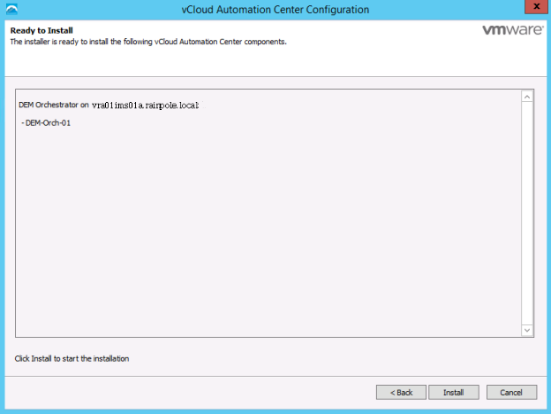 vCloud Automation Center Configuration
x
Ready to Install
The installer is ready to install the following vCloud Automation Center components.
vmware
DEM Orchestrator on vra01ims01a.rainpole.local
- DEM-Orch-01
Click Install to start the installation
< Back
Install
Cancel